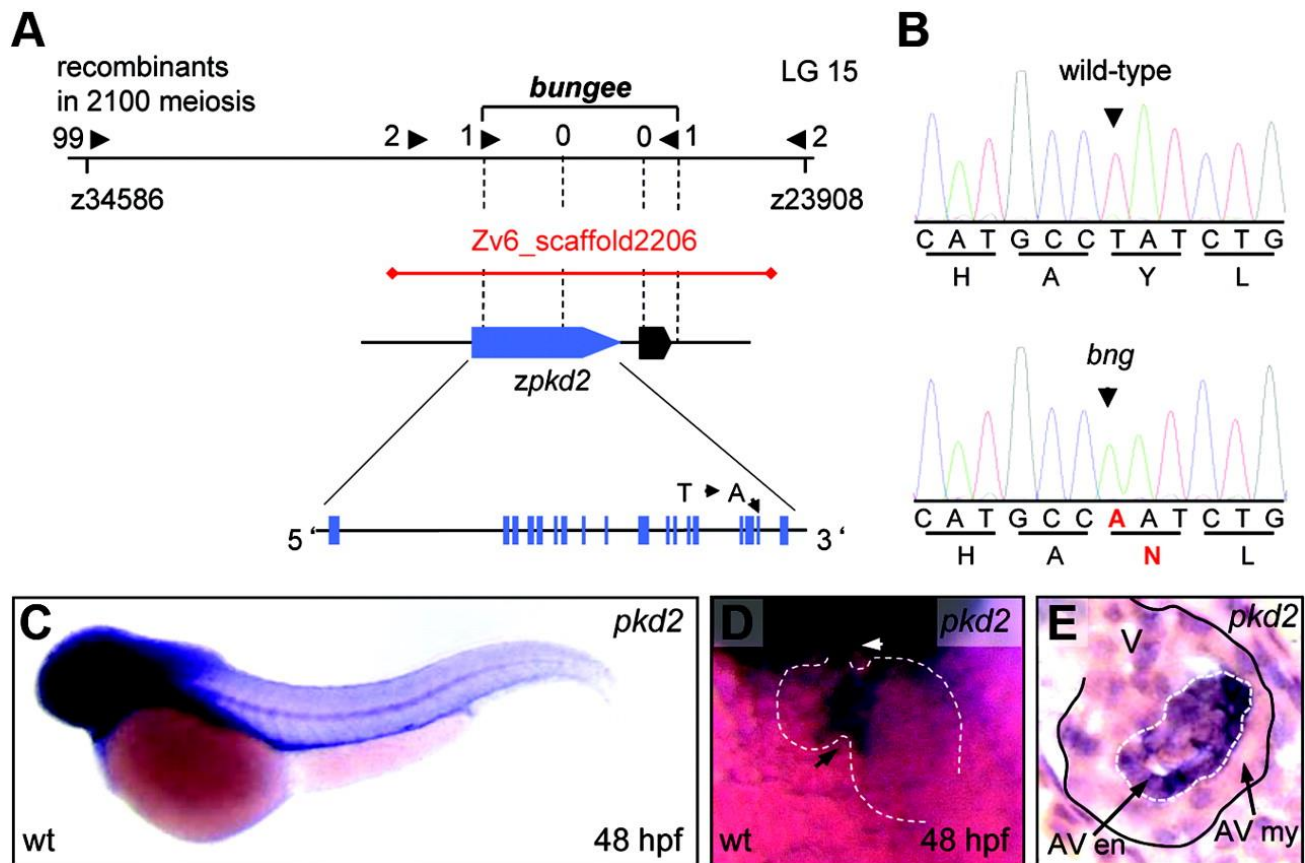 A
recombinants
in 2100 meiosis
LG 15
bungee
99 2 1 0 0 1 2
z34586
z23908
Zv6_scaffold2206
zpkd2
T A
5 ‘ 3 ‘
B
wild-type
C A T G C C T A T C T G
H A Y L
bng
C A T G C C A A T C T G
H A N L
C
pkd2
wt
48 hpf
D
pkd2
wt
48 hpf
E
pkd2
V
AV en
AV my